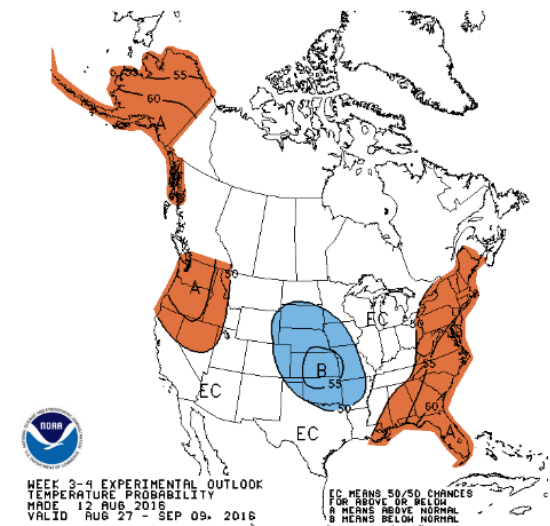 55 55
60
A
50
A
EC
50
B
55
60
55
50
EC
EC
A
NOAA
WEEK 3-4 EXPERIMENTAL OUTLOOK
TEMPERATURE PROBABILITY
MADE 12 AUG 2016
VALID AUG 27 - SEP 09, 2016
EC MEANS 50/50 CHANCES
FOR ABOVE OR BELOW
A MEANS ABOVE NORMAL
B MEANS BELOW NORMAL